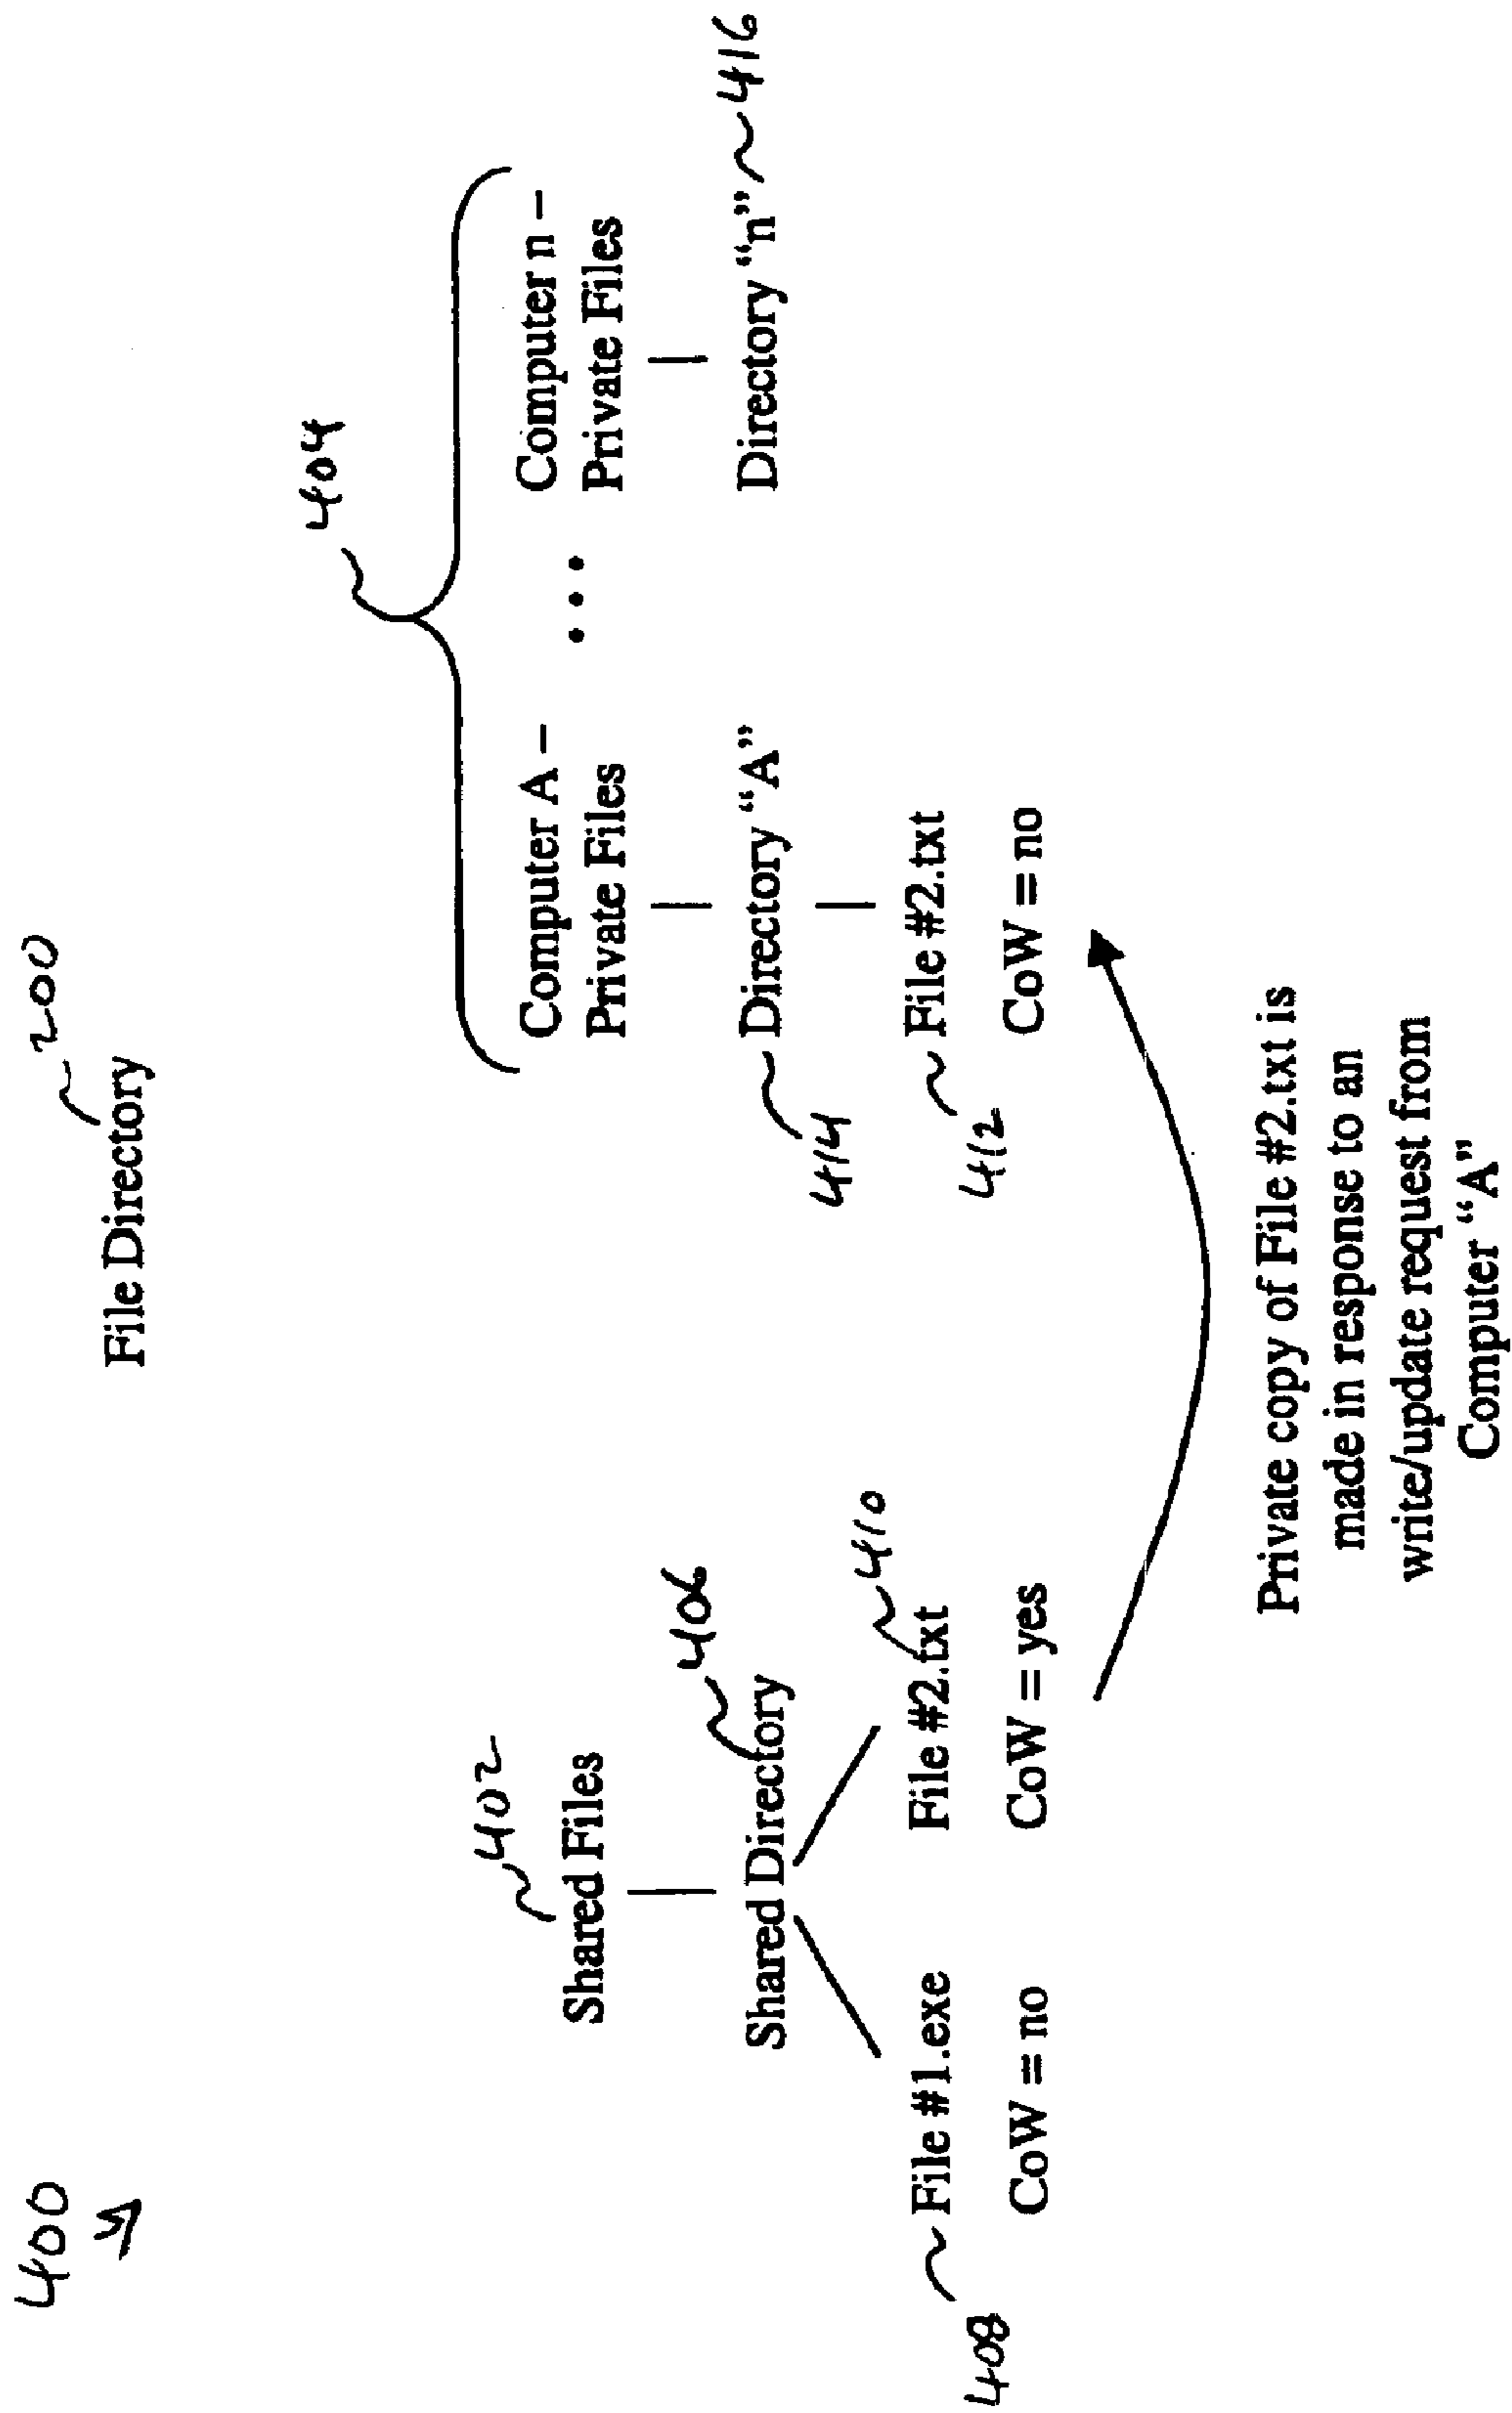 400
200
File Directory
404
402
Shared Files
Computer A –
Private Files
...
Computer n –
Private Files
406
Shared Directory
414
Directory "A"
Directory "n"
416
408
File #1.exe
CoW = no
410
File #2.txt
CoW = yes
412
File #2.txt
CoW = no
Private copy of File #2.txt is
made in response to an
write/update request from
Computer "A"